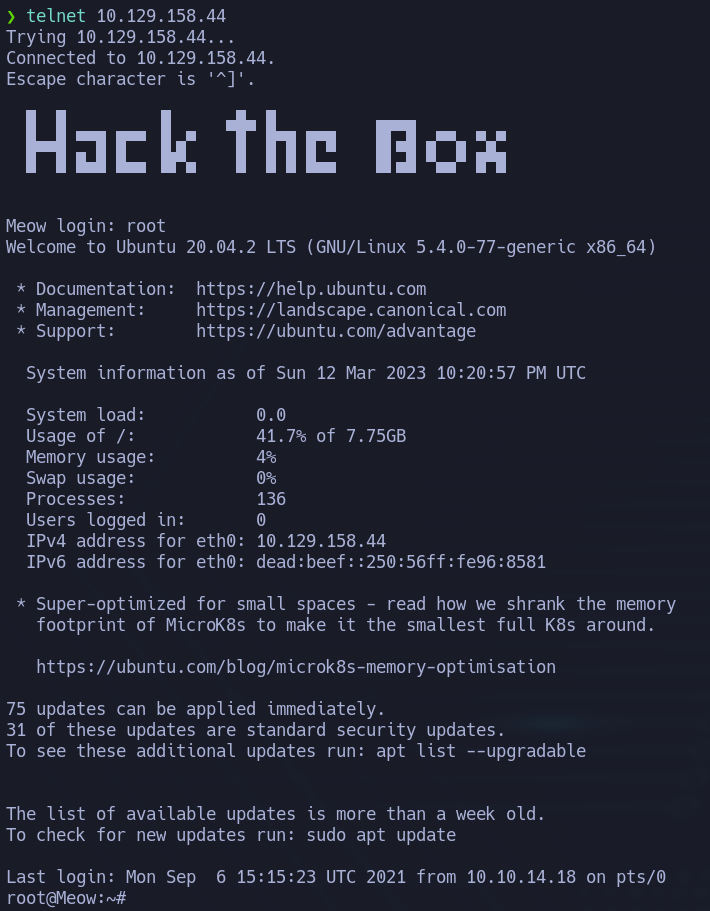 ❯ telnet 10.129.158.44
Trying 10.129.158.44...
Connected to 10.129.158.44.
Escape character is '^]'.
Hack the Box
Meow login: root
Welcome to Ubuntu 20.04.2 LTS (GNU/Linux 5.4.0-77-generic x86_64)
 * Documentation:  https://help.ubuntu.com
 * Management:     https://landscape.canonical.com
 * Support:        https://ubuntu.com/advantage
  System information as of Sun 12 Mar 2023 10:20:57 PM UTC
  System load:           0.0
  Usage of /:            41.7% of 7.75GB
  Memory usage:          4%
  Swap usage:            0%
  Processes:             136
  Users logged in:       0
  IPv4 address for eth0: 10.129.158.44
  IPv6 address for eth0: dead:beef::250:56ff:fe96:8581
 * Super-optimized for small spaces - read how we shrank the memory
   footprint of MicroK8s to make it the smallest full K8s around.
   https://ubuntu.com/blog/microk8s-memory-optimisation
75 updates can be applied immediately.
31 of these updates are standard security updates.
To see these additional updates run: apt list --upgradable
The list of available updates is more than a week old.
To check for new updates run: sudo apt update
Last login: Mon Sep  6 15:15:23 UTC 2021 from 10.10.14.18 on pts/0
root@Meow:~#